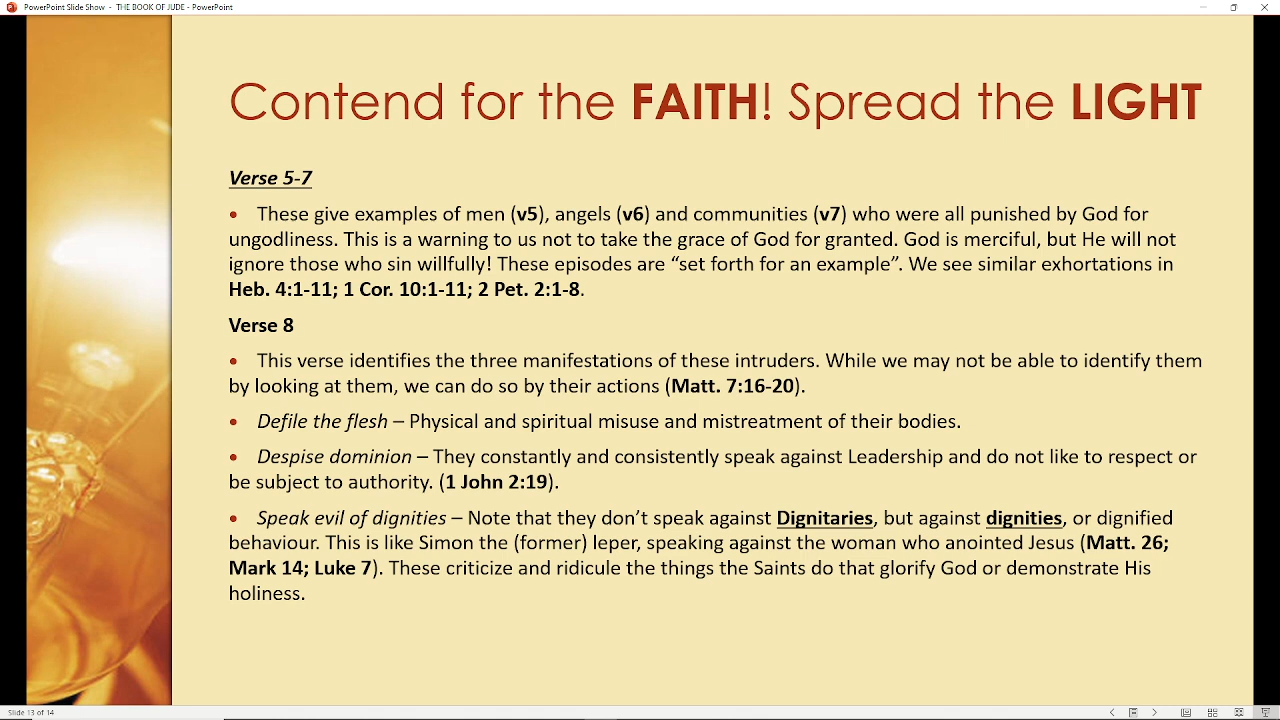 PowerPoint Slide Show - THE BOOK OF JUDE - PowerPoint
Contend for the FAITH! Spread the LIGHT
Verse 5-7
• These give examples of men (v5), angels (v6) and communities (v7) who were all punished by God for
ungodliness. This is a warning to us not to take the grace of God for granted. God is merciful, but He will not
ignore those who sin willfully! These episodes are “set forth for an example”. We see similar exhortations in
Heb. 4:1-11; 1 Cor. 10:1-11; 2 Pet. 2:1-8.
Verse 8
• This verse identifies the three manifestations of these intruders. While we may not be able to identify them
by looking at them, we can do so by their actions (Matt. 7:16-20).
• Defile the flesh – Physical and spiritual misuse and mistreatment of their bodies.
• Despise dominion – They constantly and consistently speak against Leadership and do not like to respect or
be subject to authority. (1 John 2:19).
• Speak evil of dignities – Note that they don’t speak against Dignitaries, but against dignities, or dignified
behaviour. This is like Simon the (former) leper, speaking against the woman who anointed Jesus (Matt. 26;
Mark 14; Luke 7). These criticize and ridicule the things the Saints do that glorify God or demonstrate His
holiness.
Slide 13 of 14